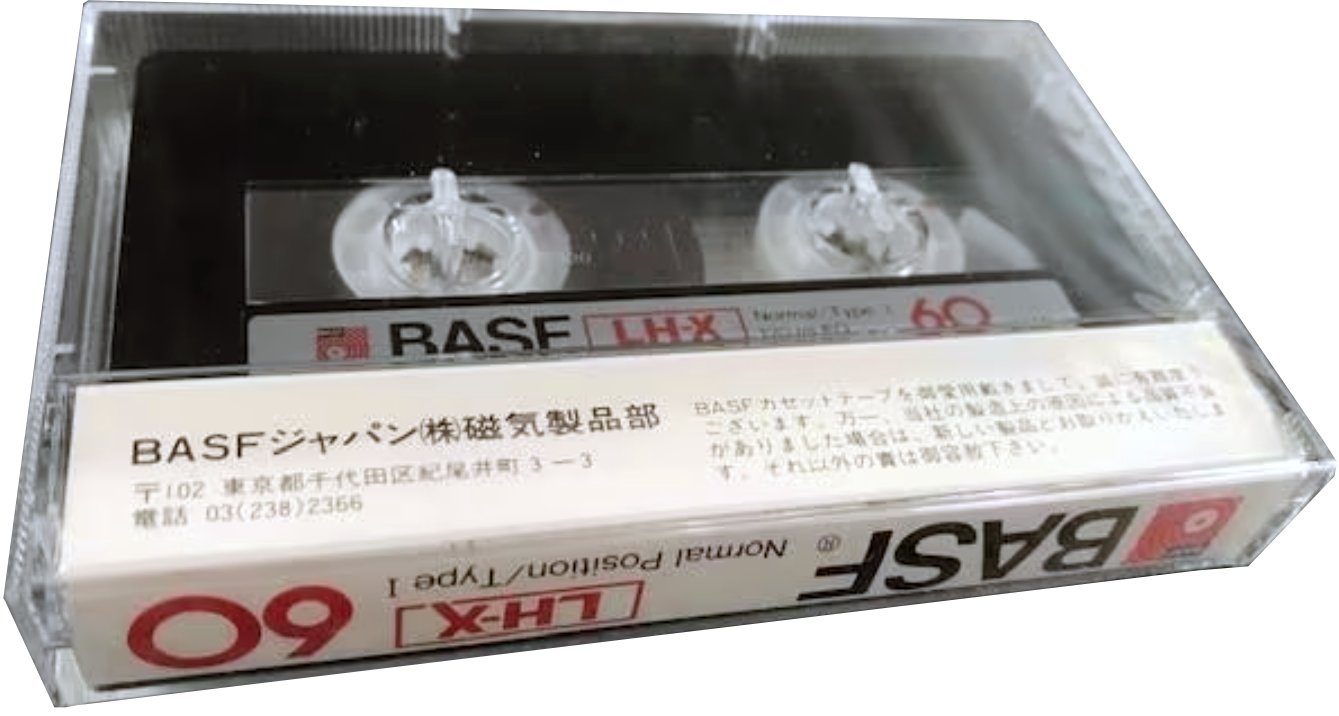 BASF LH-X Normal/Type I 60
120 μs EQ
BASFジャパン㈱磁気製品部
〒102 東京都千代田区紀尾井町3ー3
電話 03(238)2366
BASFカセットテープを御愛用戴きまして、誠に有難度う
ございます。万一、当社の製造上の原因による品質不良
がありました場合は、新しい製品とお取りかえいたしま
す。それ以外の責は御容赦下さい。
BASF® Normal Position/Type I
LH-X 60